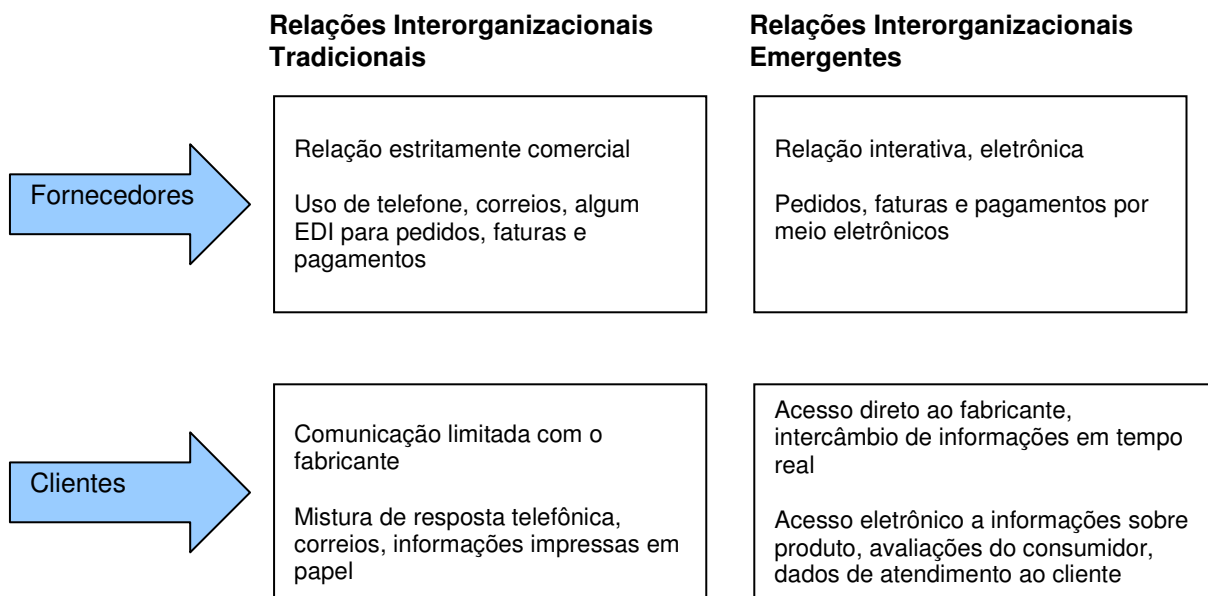 Relações Interorganizacionais
Tradicionais
Relações Interorganizacionais
Emergentes
Fornecedores
Relação estritamente comercial
Uso de telefone, correios, algum
EDI para pedidos, faturas e
pagamentos
Relação interativa, eletrônica
Pedidos, faturas e pagamentos por
meio eletrônicos
Clientes
Comunicação limitada com o
fabricante
Mistura de resposta telefônica,
correios, informações impressas em
papel
Acesso direto ao fabricante,
intercâmbio de informações em tempo
real
Acesso eletrônico a informações sobre
produto, avaliações do consumidor,
dados de atendimento ao cliente